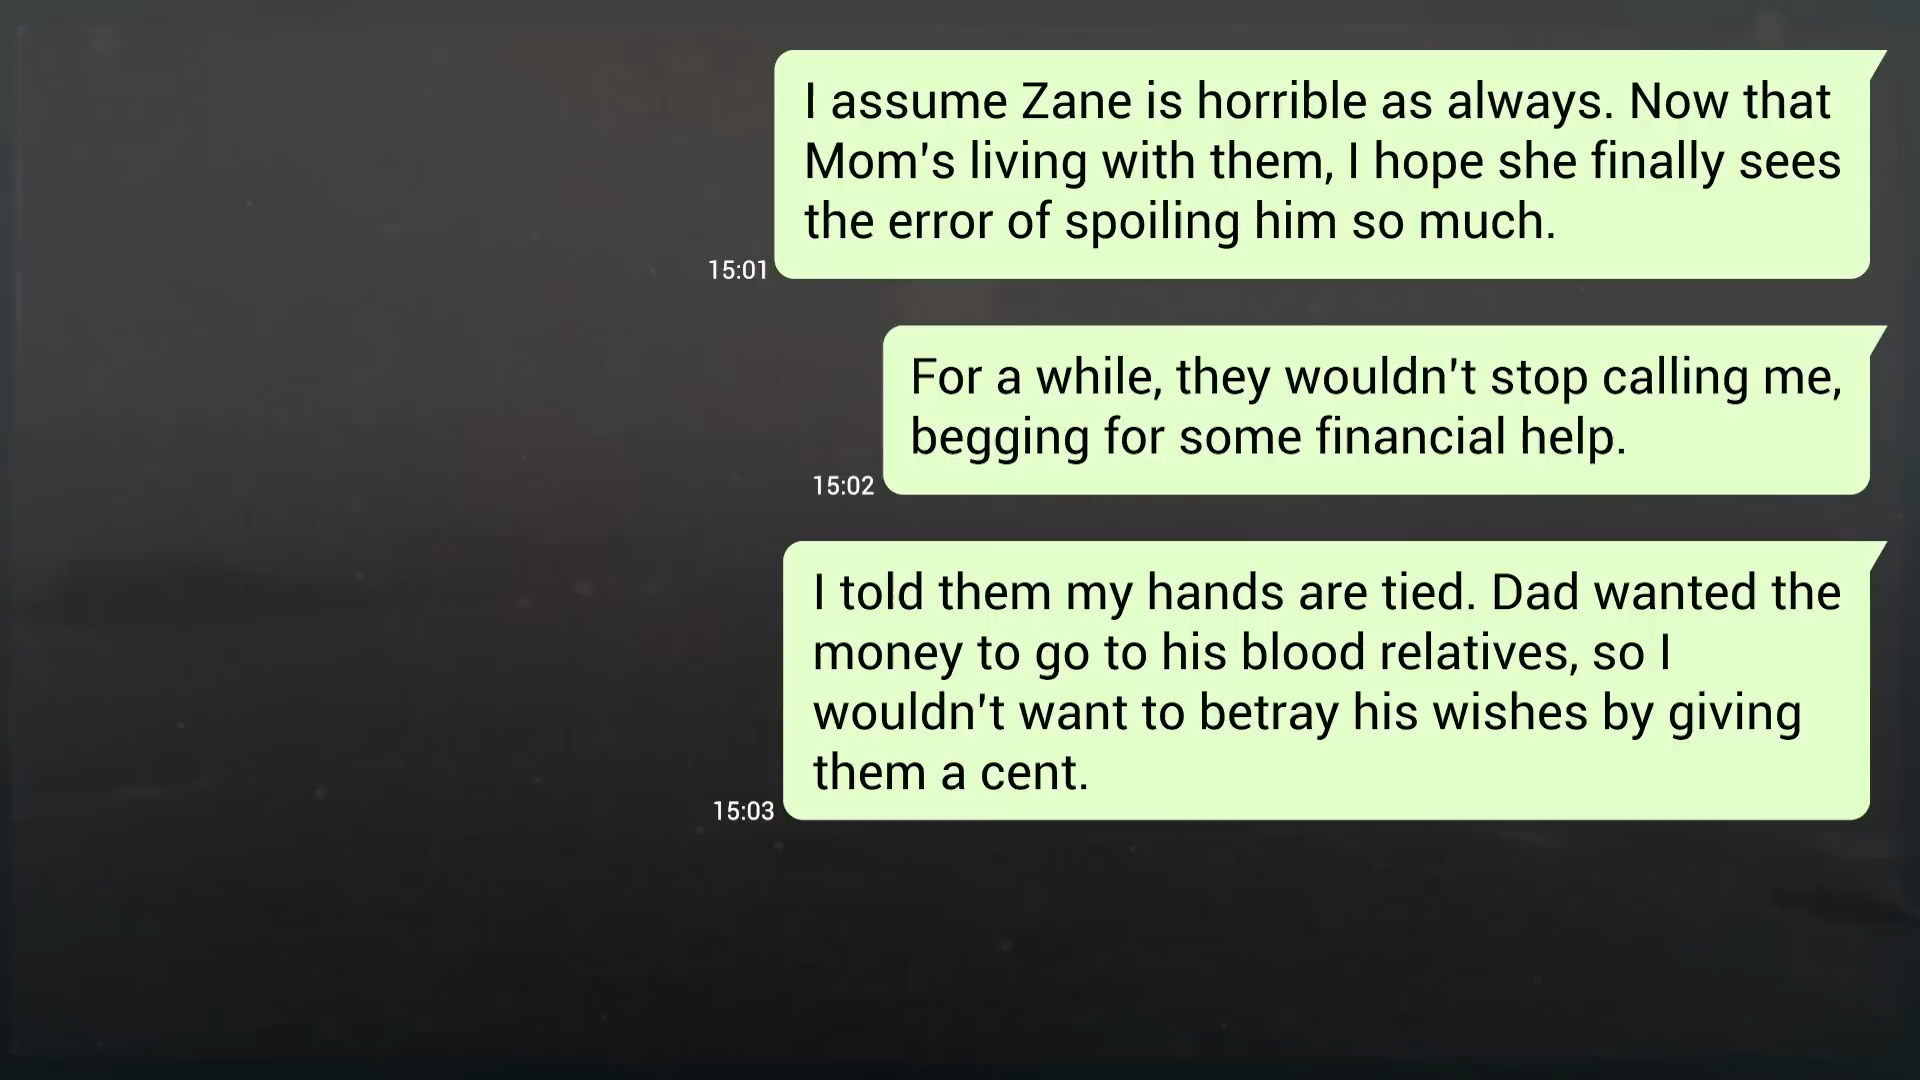 I assume Zane is horrible as always. Now that
Mom's living with them, I hope she finally sees
the error of spoiling him so much.
15:01
For a while, they wouldn't stop calling me,
begging for some financial help.
15:02
I told them my hands are tied. Dad wanted the
money to go to his blood relatives, so I
wouldn't want to betray his wishes by giving
them a cent.
15:03